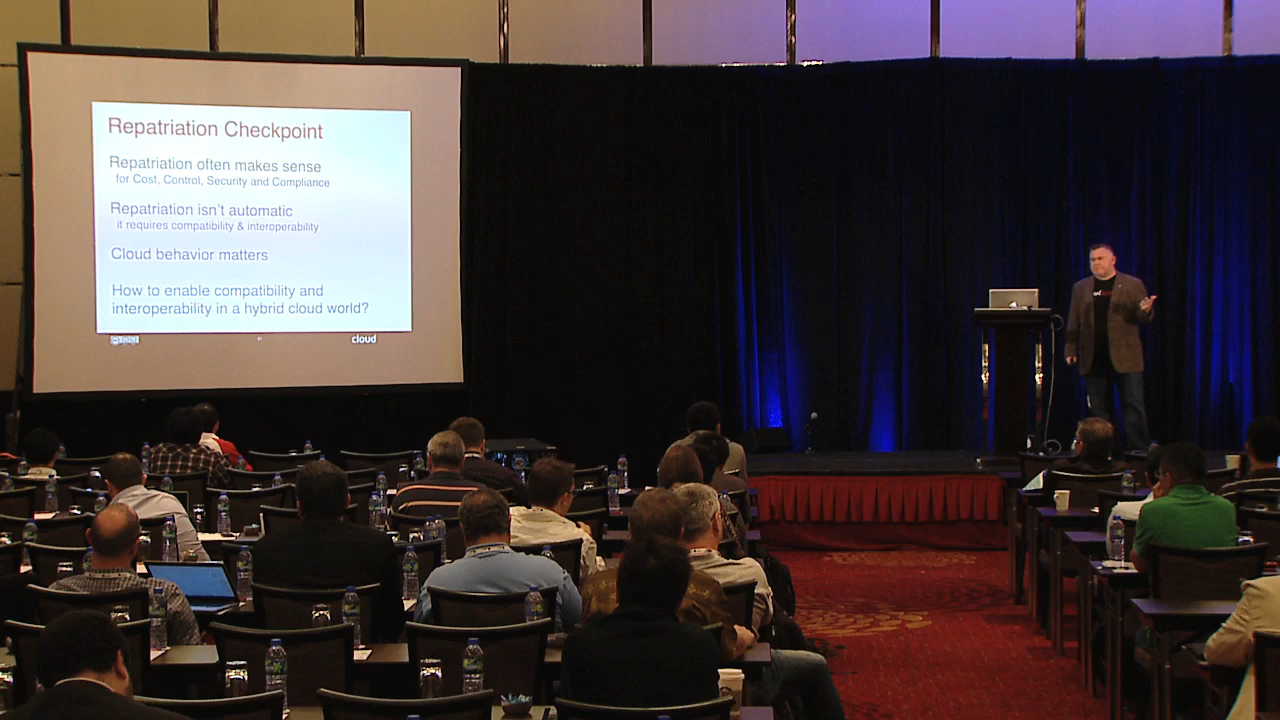 Repatriation Checkpoint
Repatriation often makes sense
for Cost, Control, Security and Compliance
Repatriation isn't automatic
it requires compatibility & interoperability
Cloud behavior matters
How to enable compatibility and
interoperability in a hybrid cloud world?
cloud